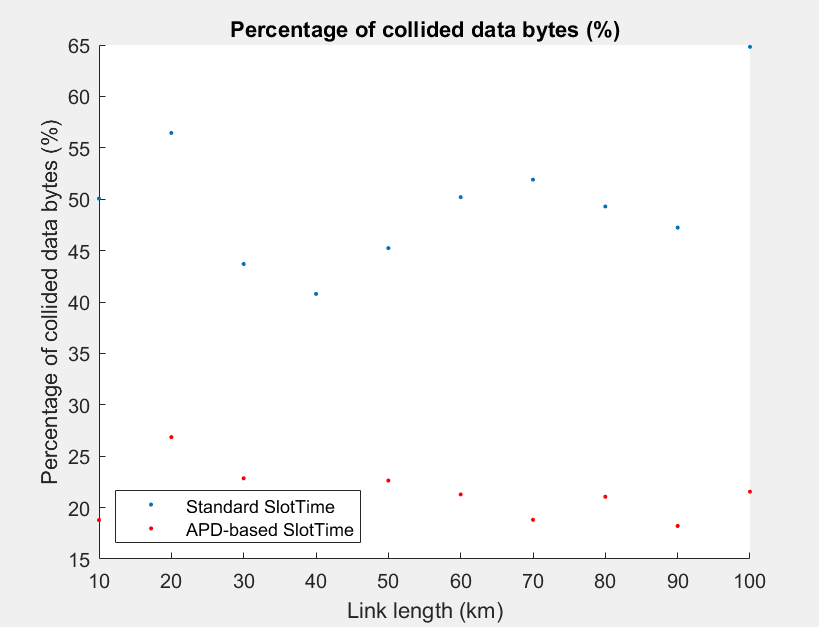 Percentage of collided data bytes (%)
Percentage of collided data bytes (%)
65
60
55
50
45
40
35
30
25
20
15
Standard SlotTime
APD-based SlotTime
10 20 30 40 50 60 70 80 90 100
Link length (km)